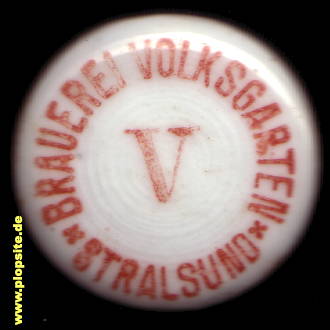 BRAUEREI VOLKSGARTEN
V
* STRALSUND *
www.plopsite.de